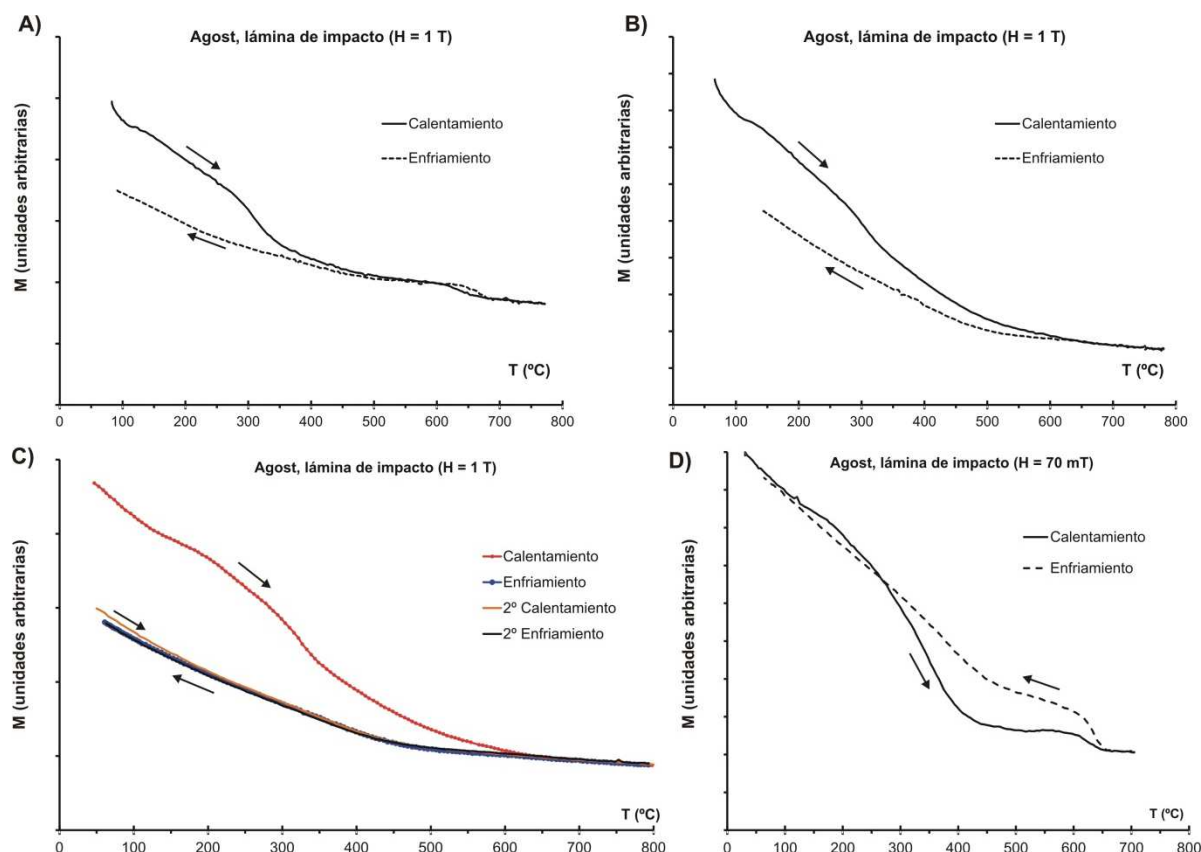 A)
Agost, lámina de impacto (H = 1 T)
M (unidades arbitrarias)
Calentamiento
Enfriamiento
T (ºC)
0 100 200 300 400 500 600 700 800
B)
Agost, lámina de impacto (H = 1 T)
M (unidades arbitrarias)
Calentamiento
Enfriamiento
T (ºC)
0 100 200 300 400 500 600 700 800
C)
Agost, lámina de impacto (H = 1 T)
M (unidades arbitrarias)
Calentamiento
Enfriamiento
2º Calentamiento
2º Enfriamiento
T (ºC)
0 100 200 300 400 500 600 700 800
D)
Agost, lámina de impacto (H = 70 mT)
M (unidades arbitrarias)
Calentamiento
Enfriamiento
T (ºC)
0 100 200 300 400 500 600 700 800